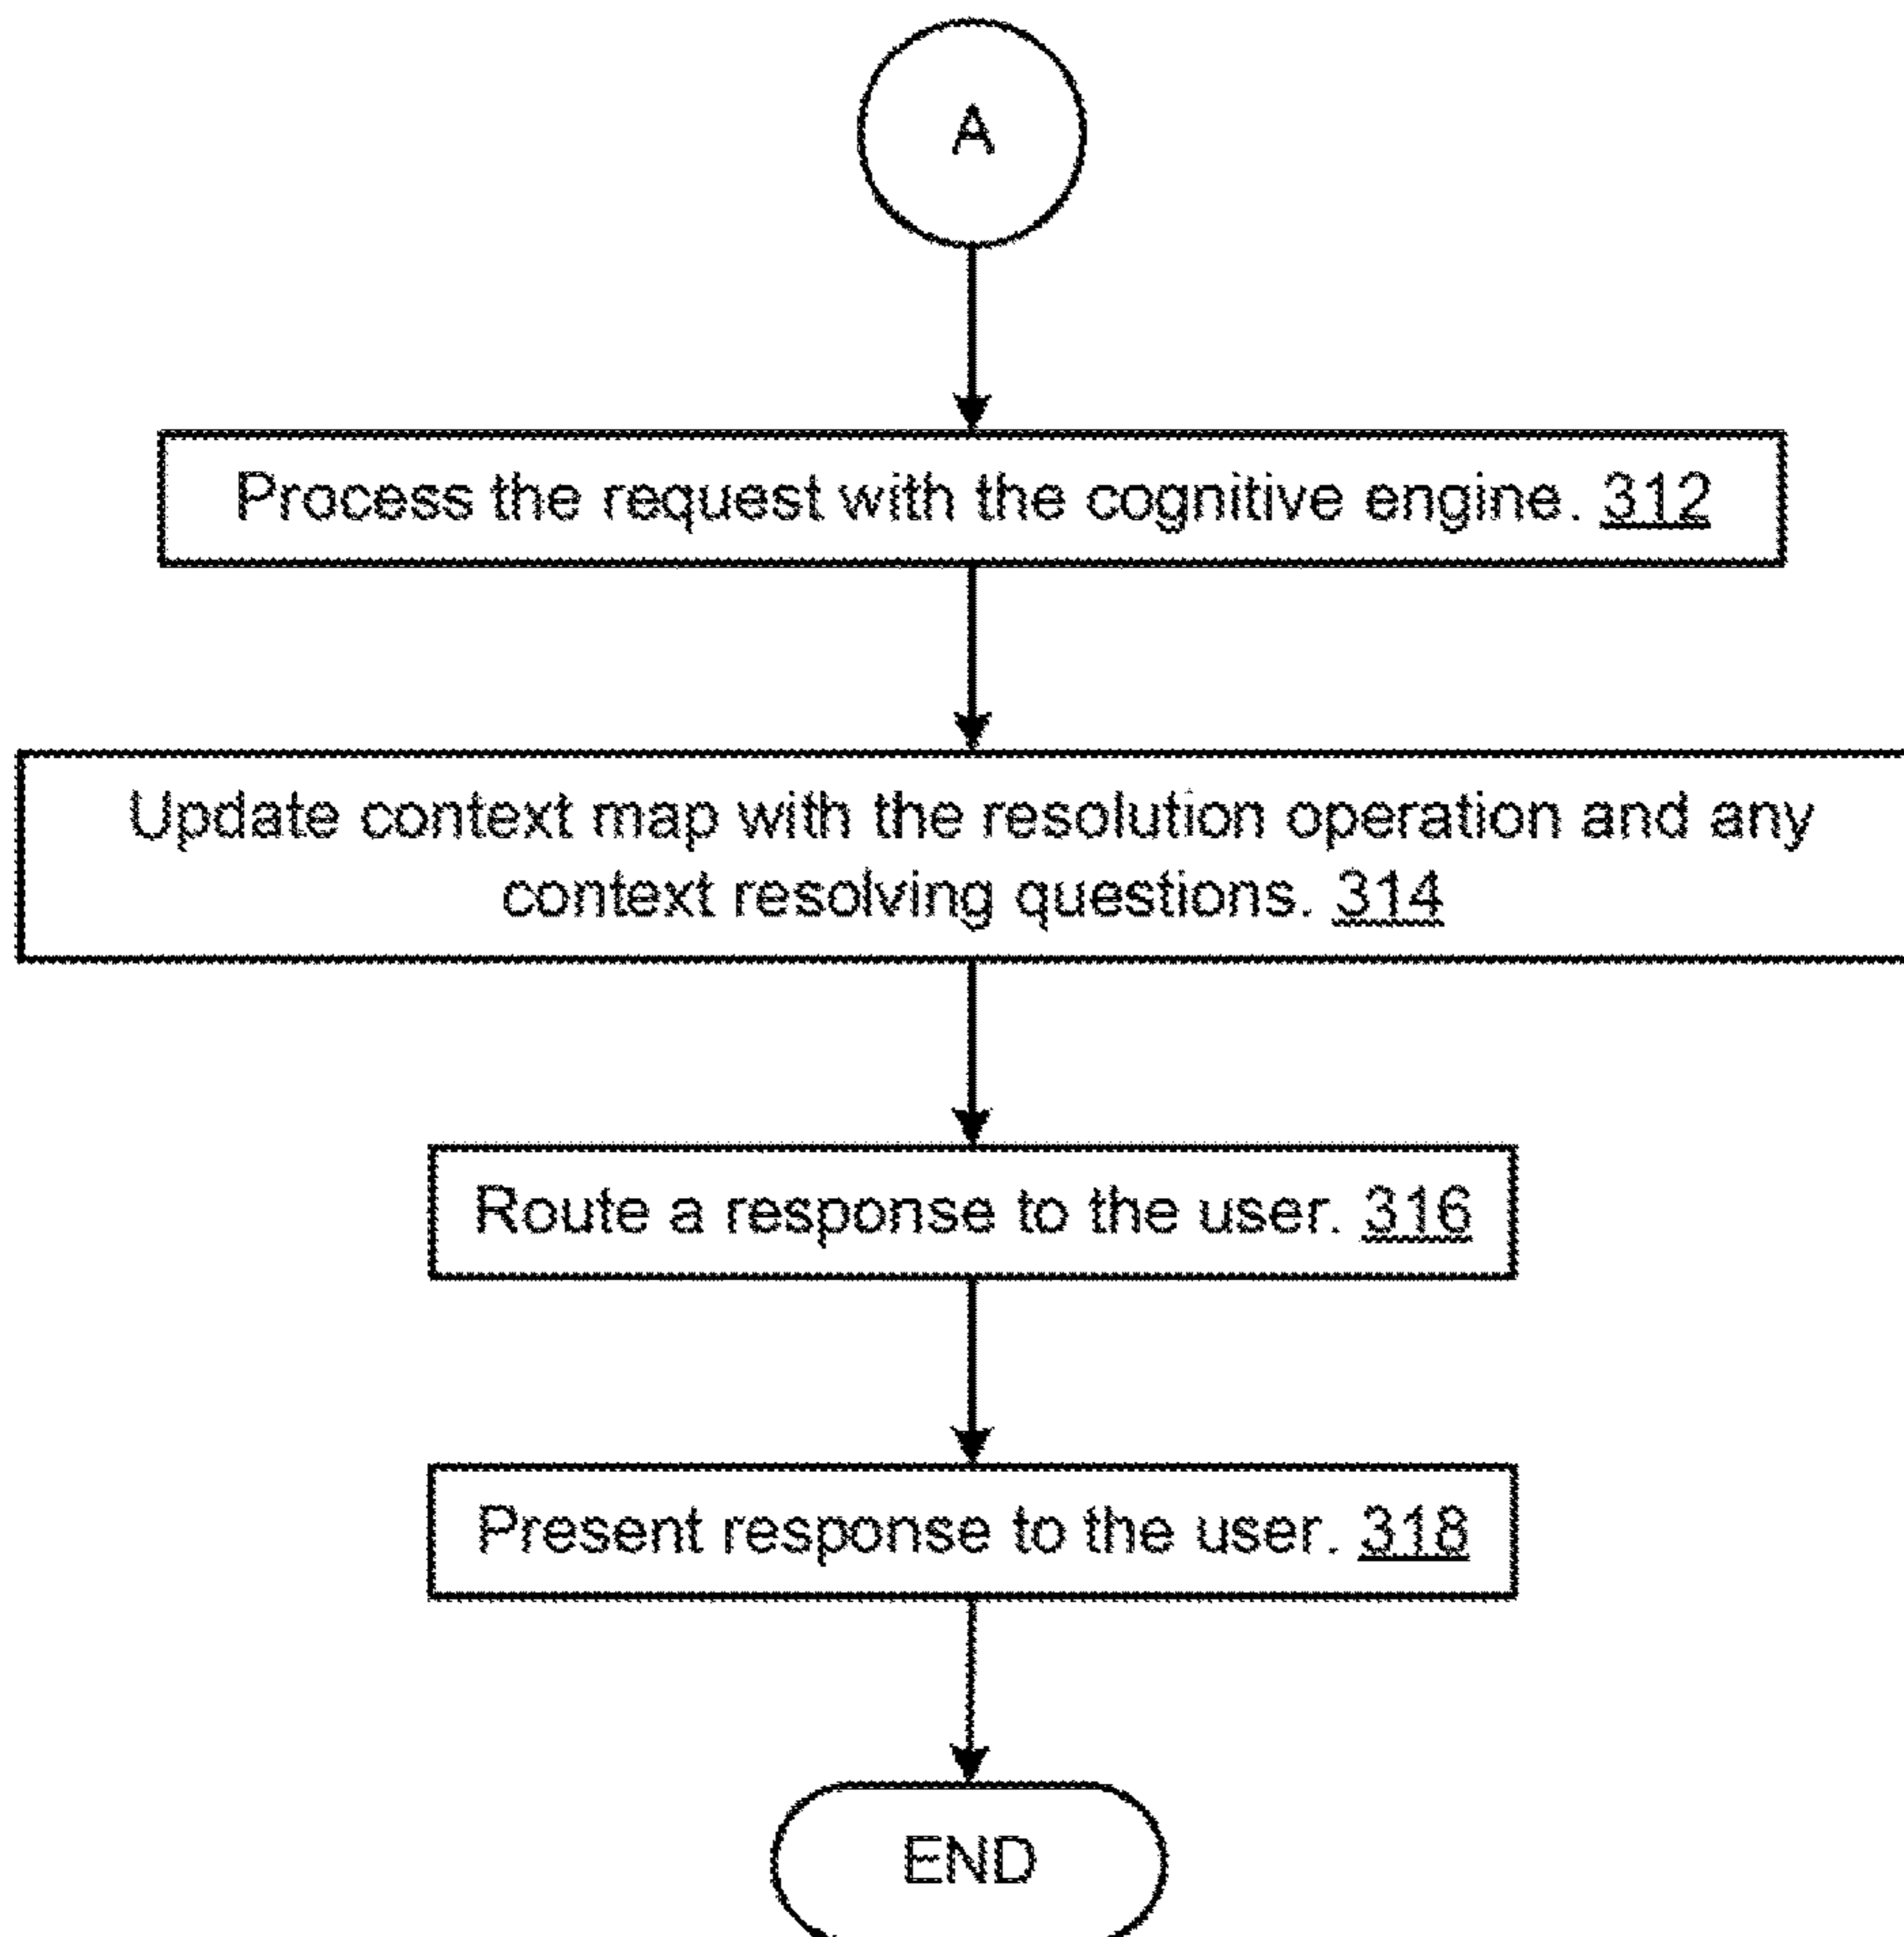 A
Process the request with the cognitive engine. 312
Update context map with the resolution operation and any
context resolving questions. 314
Route a response to the user. 316
Present response to the user. 318
END